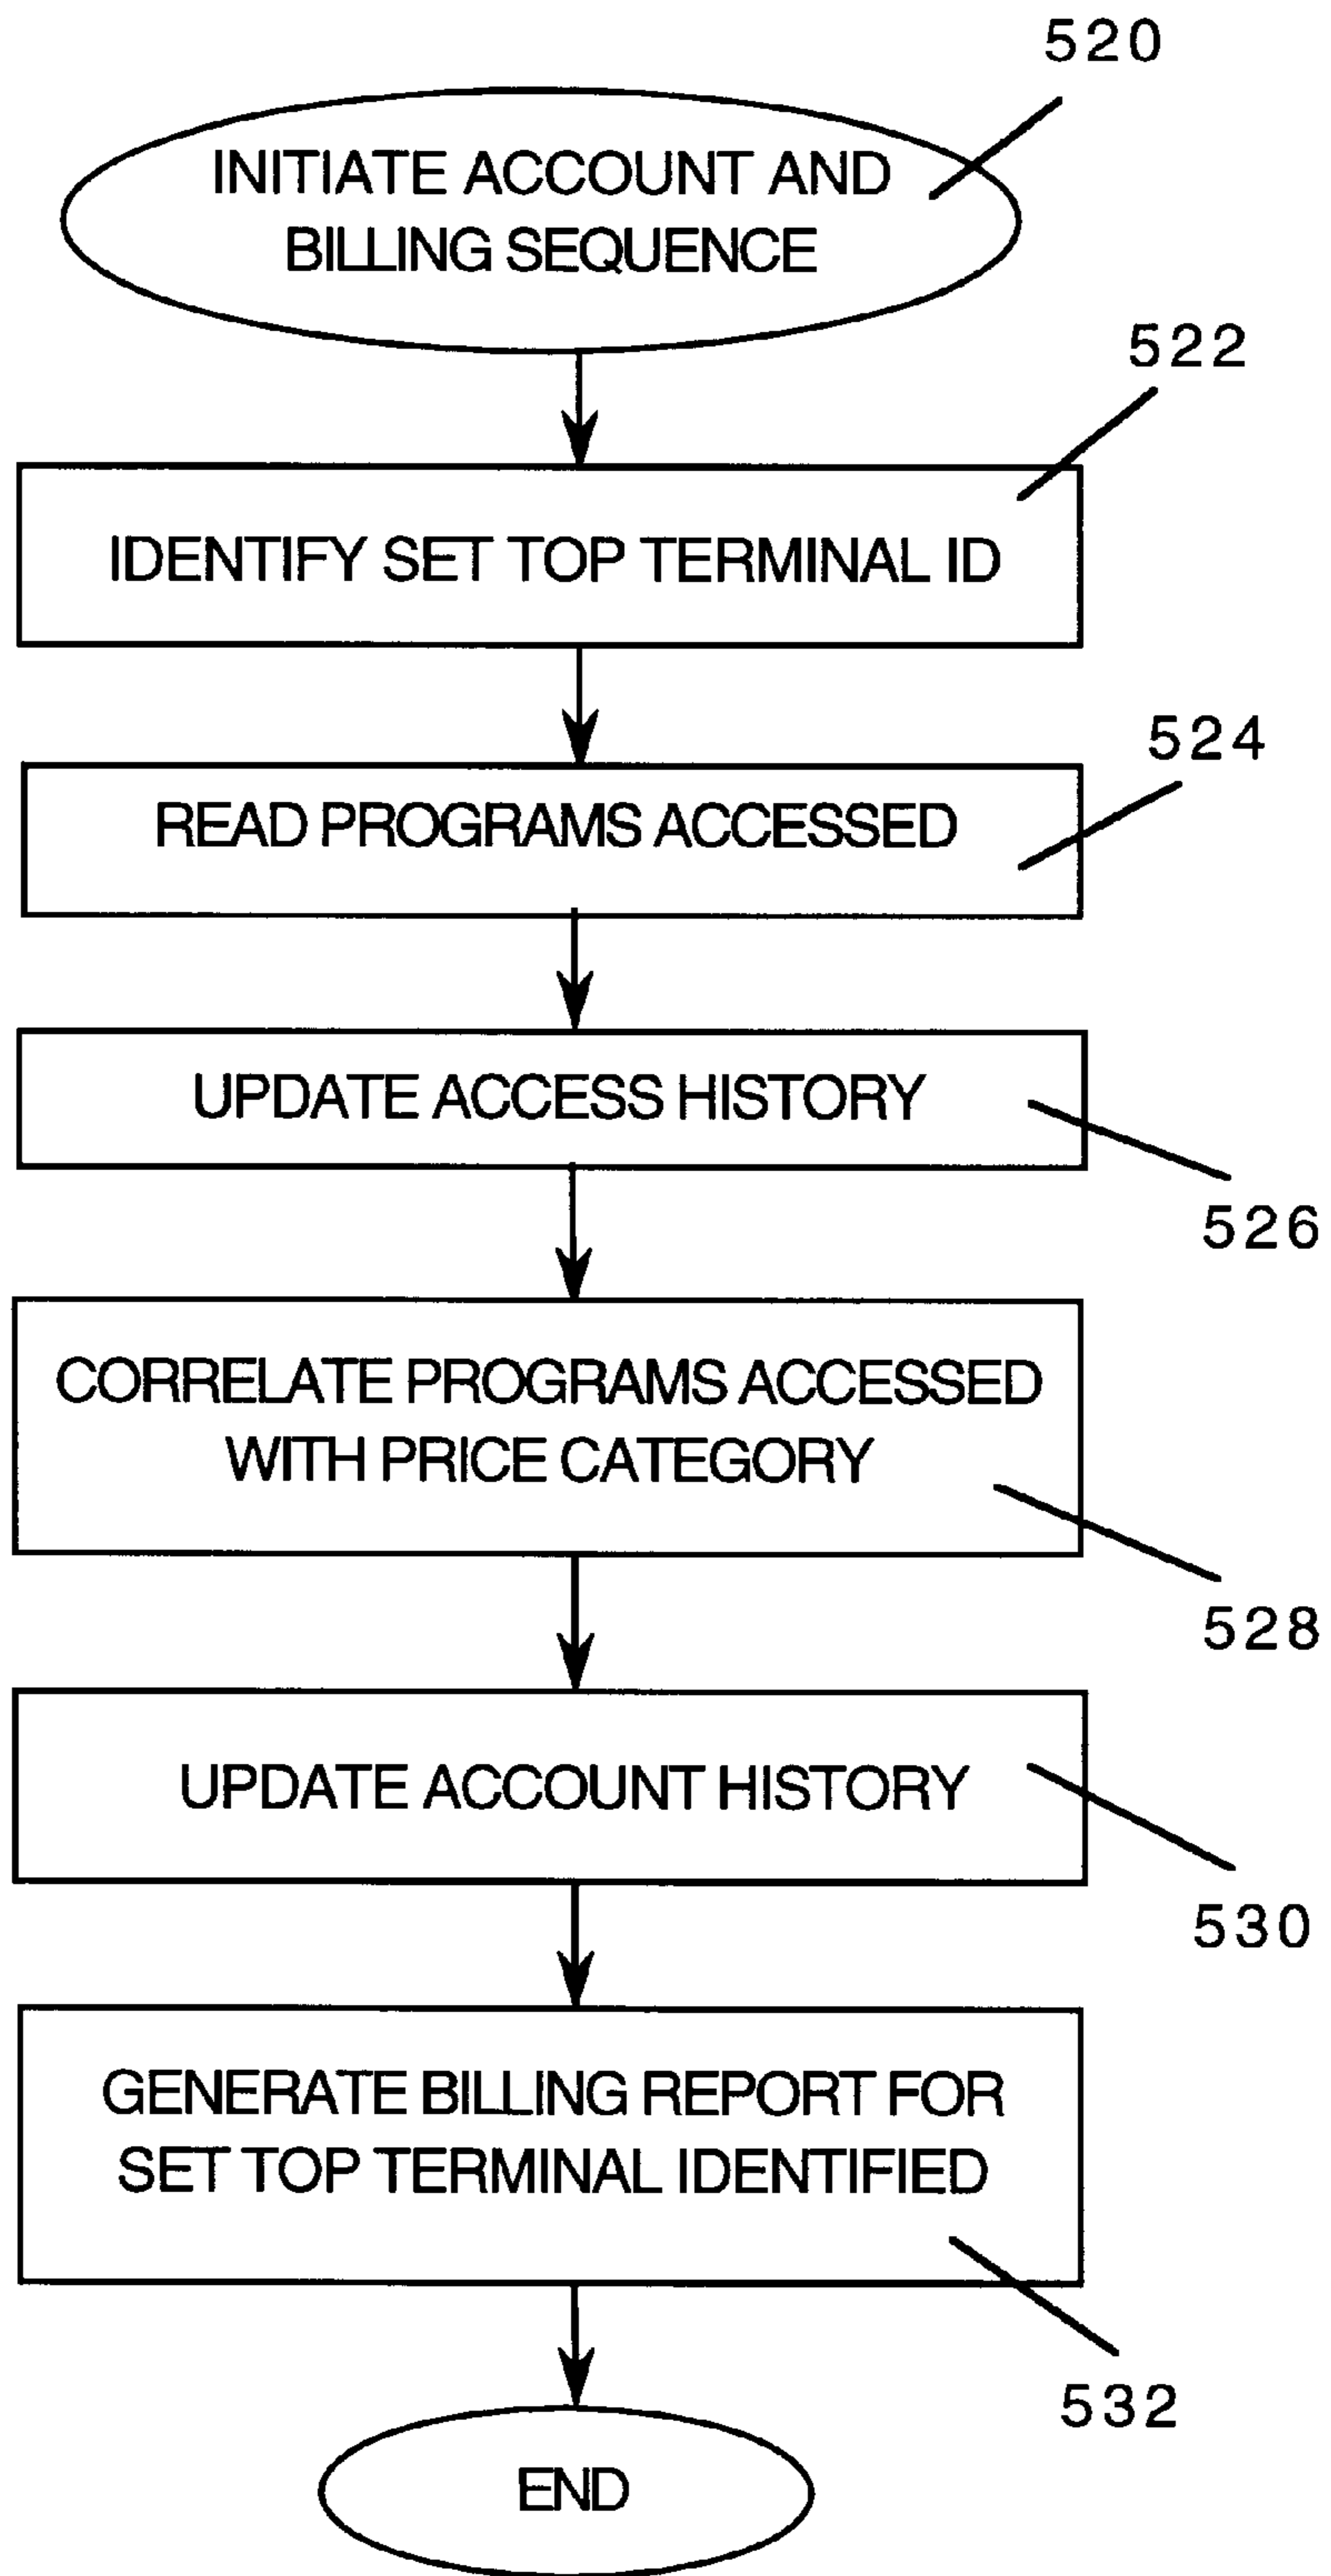 520
INITIATE ACCOUNT AND
BILLING SEQUENCE
522
IDENTIFY SET TOP TERMINAL ID
524
READ PROGRAMS ACCESSED
UPDATE ACCESS HISTORY
526
CORRELATE PROGRAMS ACCESSED
WITH PRICE CATEGORY
528
UPDATE ACCOUNT HISTORY
530
GENERATE BILLING REPORT FOR
SET TOP TERMINAL IDENTIFIED
532
END